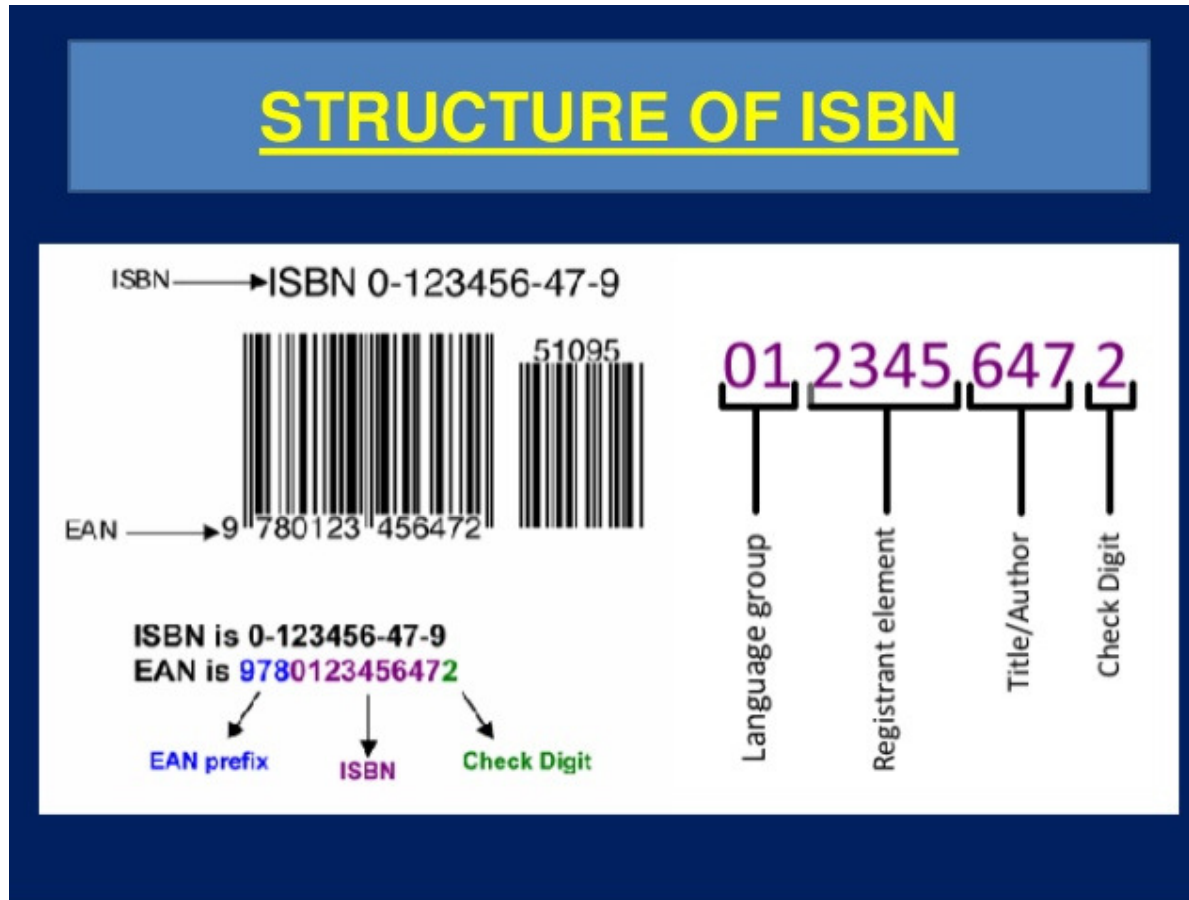 STRUCTURE OF ISBN
ISBN
ISBN 0-123456-47-9
51095
EAN
9 780123 456472
ISBN is 0-123456-47-9
EAN is 9780123456472
EAN prefix
ISBN
Check Digit
01 2345 647 2
Language group
Registrant element
Title/Author
Check Digit